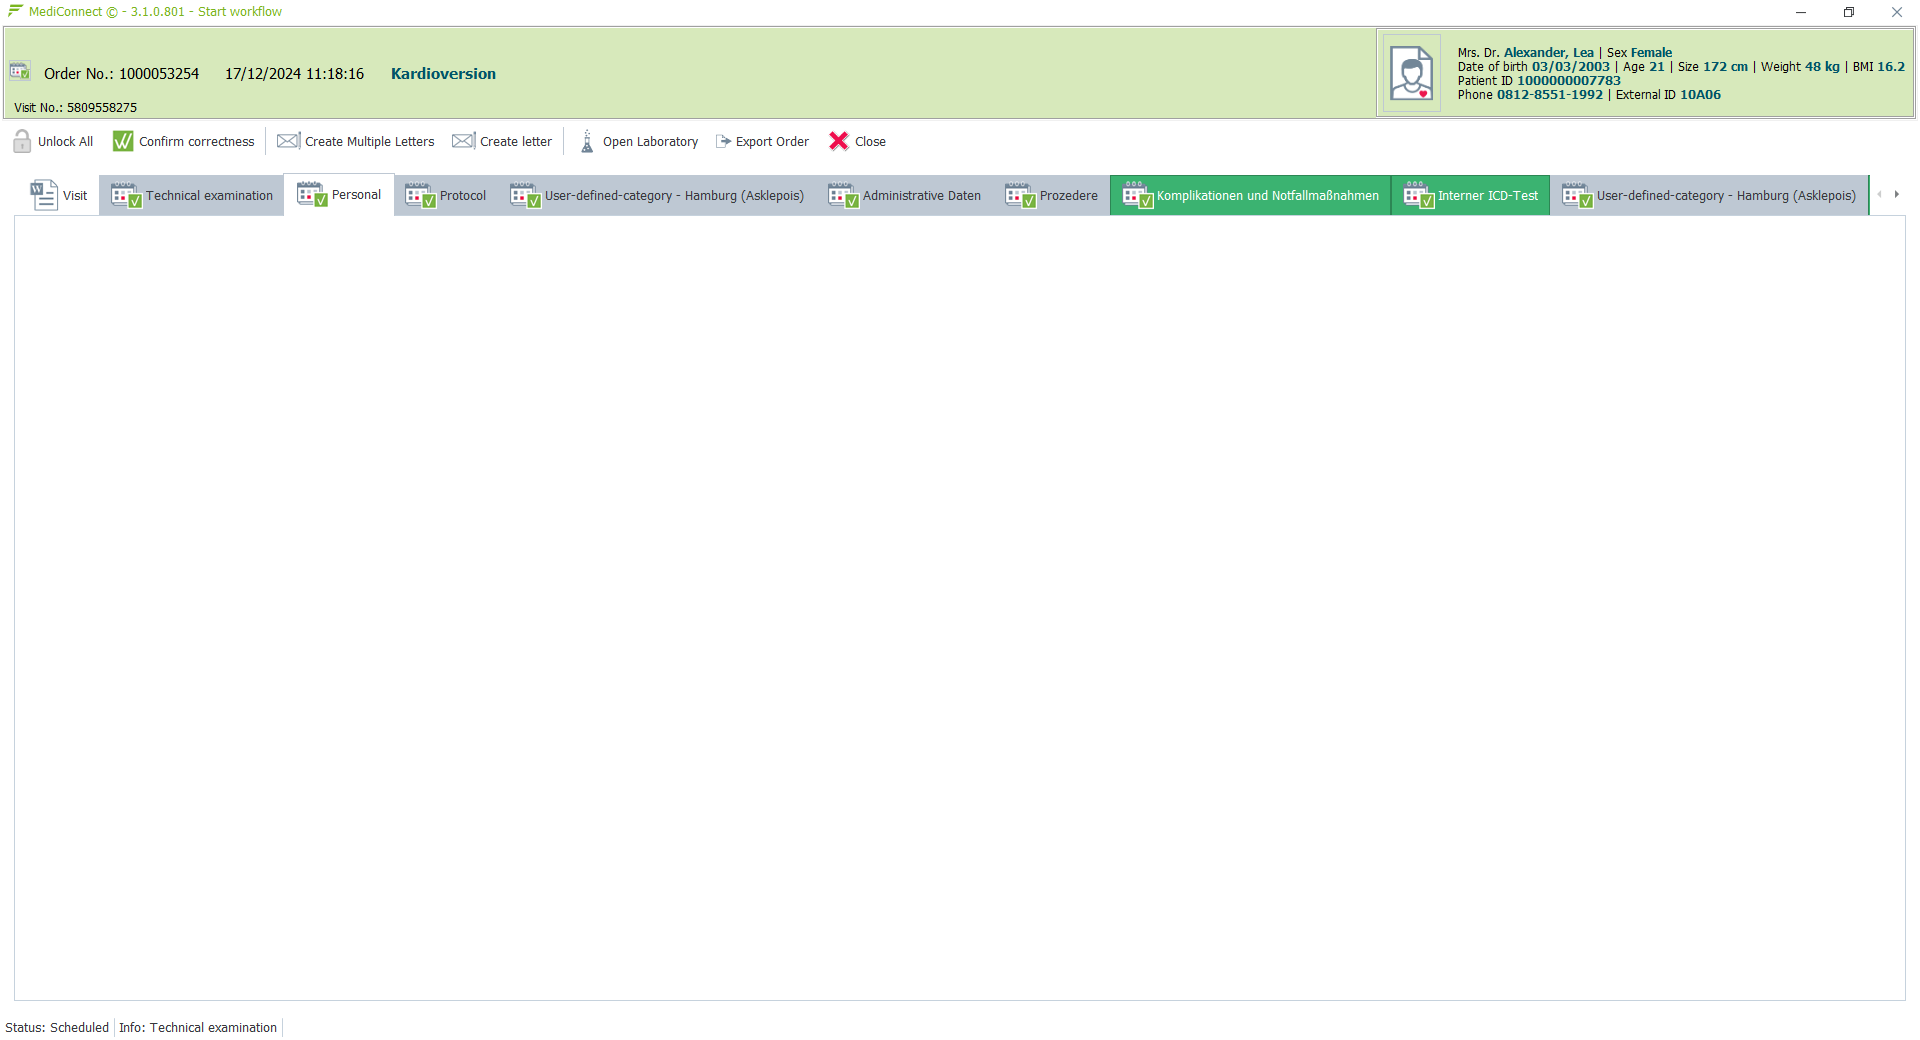 MediConnect © - 3.1.0.801 - Start workflow
Order No.: 1000053254 17/12/2024 11:18:16 Kardioversion
Visit No.: 5809558275
Mrs. Dr. Alexander, Lea | Sex Female
Date of birth 03/03/2003 | Age 21 | Size 172 cm | Weight 48 kg | BMI 16.2
Patient ID 1000000007783
Phone 0812-8551-1992 | External ID 10A06
Unlock All Confirm correctness Create Multiple Letters Create letter Open Laboratory Export Order Close
Visit Technical examination Personal Protocol User-defined-category - Hamburg (Asklepois) Administrative Daten Prozedere Komplikationen und Notfallmaßnahmen Interner ICD-Test User-defined-category - Hamburg (Asklepois)
Status: Scheduled Info: Technical examination